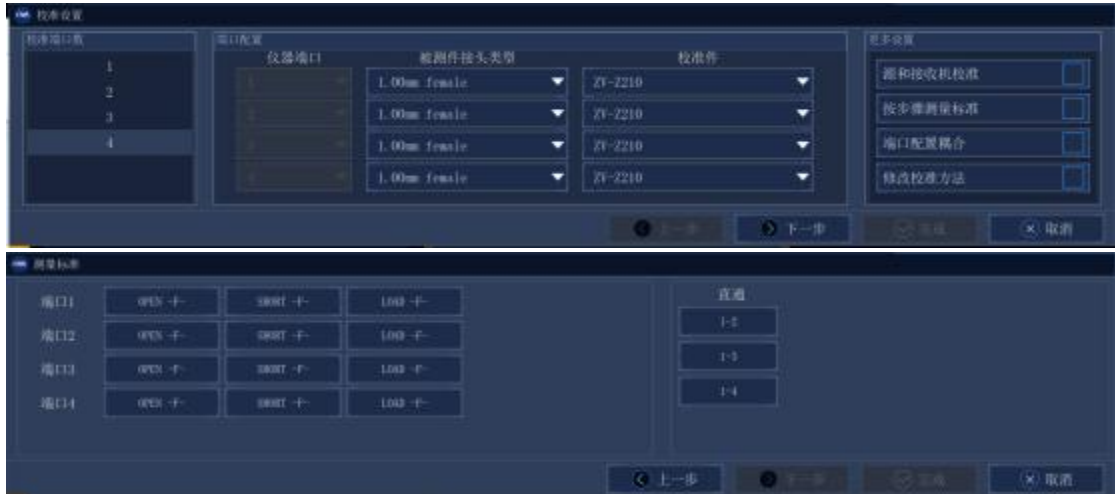 校准设置
校准端口数
端口配置
更多设置
仪器端口 被测件接头类型 校准件
1
2
3
4
1.00mm female ZV-Z210
1.00mm female ZV-Z210
1.00mm female ZV-Z210
1.00mm female ZV-Z210
源和接收机校准
按步骤测量标准
端口配置耦合
修改校准方法
上一步 下一步 完成 取消
测量标准
端口1 OPEN -F- SHORT -F- LOAD -F-
端口2 OPEN -F- SHORT -F- LOAD -F-
端口3 OPEN -F- SHORT -F- LOAD -F-
端口4 OPEN -F- SHORT -F- LOAD -F-
直通
1-2
1-3
1-4
上一步 下一步 完成 取消